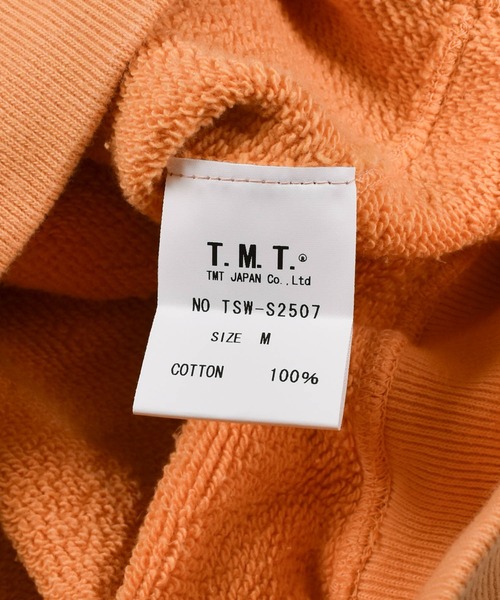 T.M.T.®
TMT JAPAN Co.,Ltd
NO TSW-S2507
SIZE M
COTTON 100%